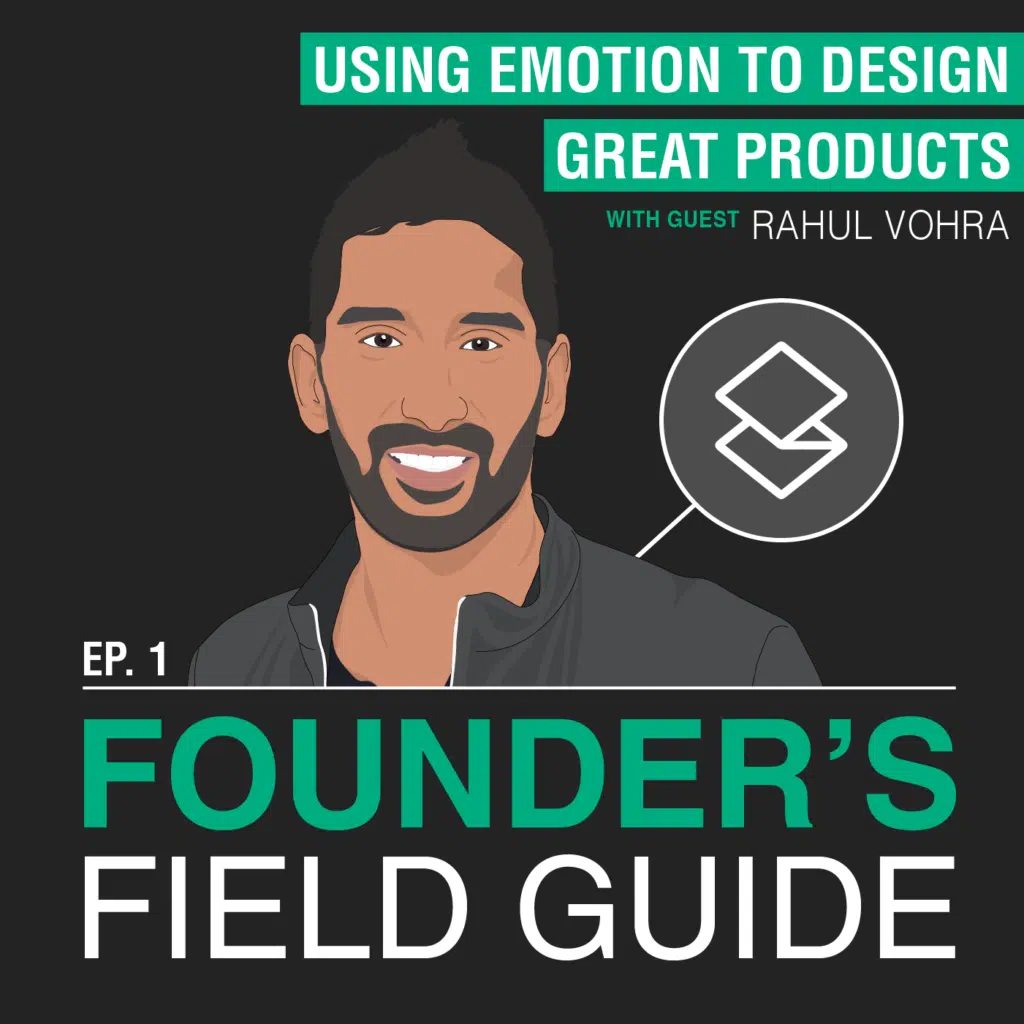 USING EMOTION TO DESIGN
GREAT PRODUCTS
WITH GUEST RAHUL VOHRA
EP. 1
FOUNDER’S
FIELD GUIDE